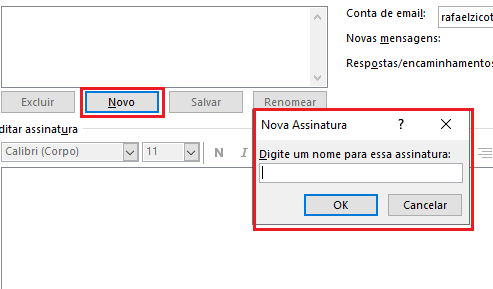 Conta de email:
rafaelzicot
Novas mensagens:
Respostas/encaminhamentos
Excluir
Novo
Salvar
Renomear
ditar assinatura
Nova Assinatura ? ×
Digite um nome para essa assinatura:
OK
Cancelar
Calibri (Corpo)
11
N
I